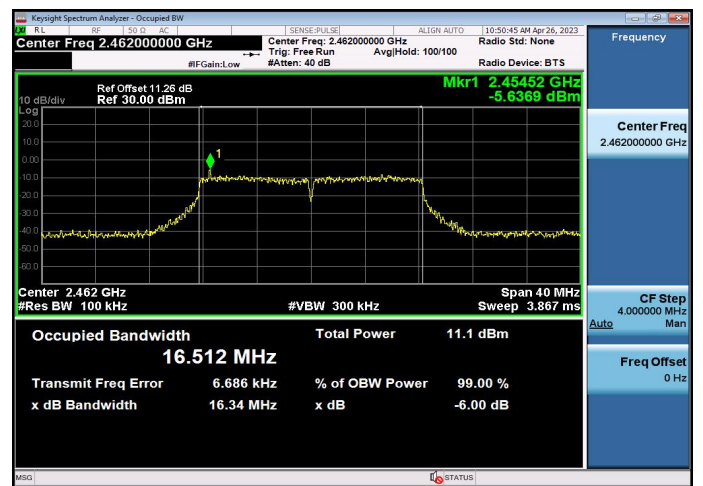 Keysight Spectrum Analyzer - Occupied BW
LXI RL RF 50 Ω AC SENSE:PULSE ALIGN AUTO 10:50:45 AM Apr 26, 2023
Center Freq 2.462000000 GHz
Center Freq: 2.462000000 GHz
Radio Std: None
Trig: Free Run Avg|Hold: 100/100
#IFGain:Low
#Atten: 40 dB
Radio Device: BTS
Frequency
Ref Offset 11.26 dB
Mkr1 2.45452 GHz
10 dB/div Ref 30.00 dBm
-5.6369 dBm
Log
20.0
10.0
0.00
-10.0
-20.0
-30.0
-40.0
-50.0
-60.0
1
Center Freq
2.462000000 GHz
Center 2.462 GHz
Span 40 MHz
#Res BW 100 kHz
#VBW 300 kHz
Sweep 3.867 ms
CF Step
4.000000 MHz
Auto Man
Freq Offset
0 Hz
Occupied Bandwidth
Total Power 11.1 dBm
16.512 MHz
Transmit Freq Error 6.686 kHz
% of OBW Power 99.00 %
x dB Bandwidth 16.34 MHz
x dB -6.00 dB
MSG
STATUS